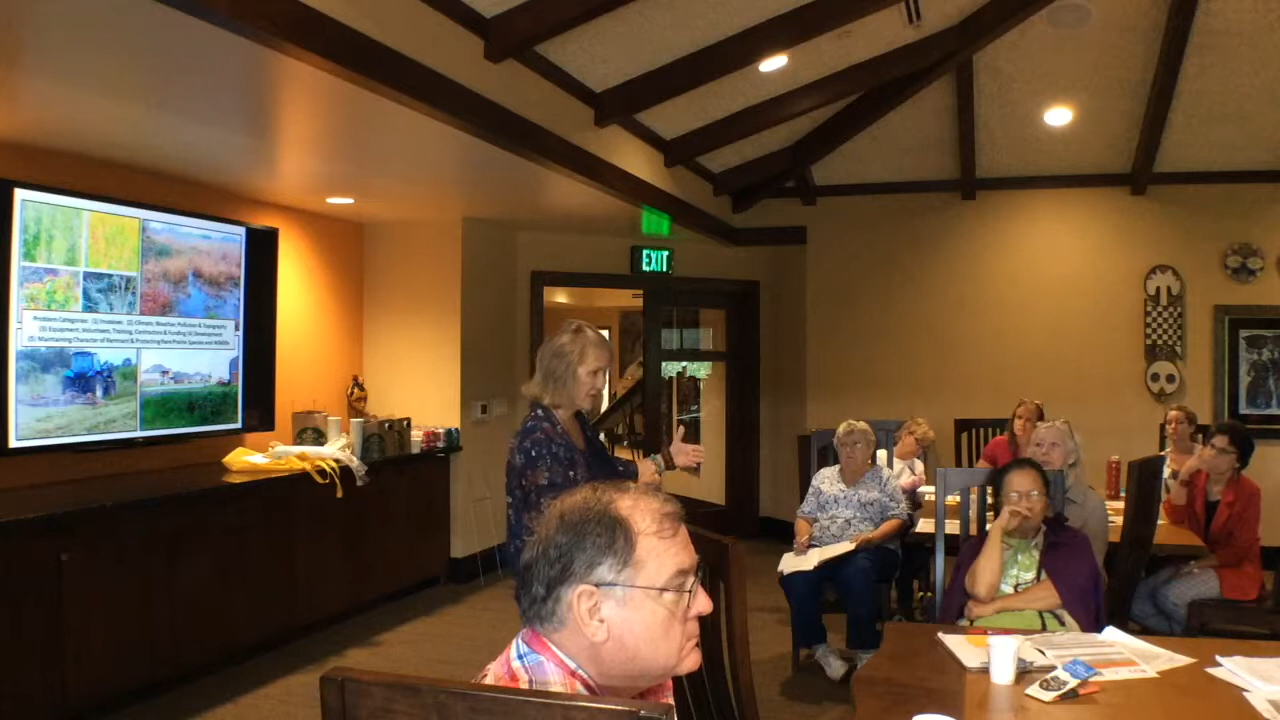 Problem Categories: (1) Invasives (2) Climate, Weather, Pollution & Topography
(3) Equipment, Volunteers, Training, Contractors & Funding (4) Development
(5) Maintaining Character of Remnant & Protecting Rare Prairie Species and Wildlife
EXIT